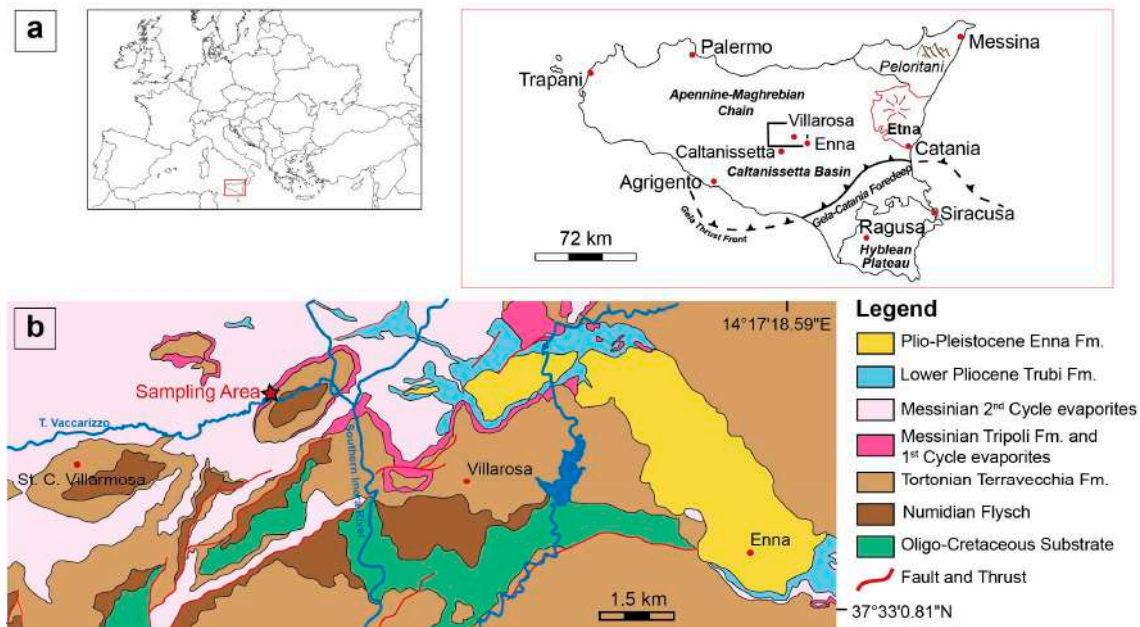 a
Messina
Palermo
Peloritani
Trapani
Apennine-Maghrebian
Chain
Villarosa
Etna
Enna
Catania
Caltanissetta
Caltanissetta Basin
Agrigento
Gela-Catania Foredeep
Gela Thrust Front
Siracusa
Ragusa
Hyblean
Plateau
72 km
b
14°17'18.59"E
Sampling Area
T. Vaccarizzo
St. C. Villarmosa
Villarosa
Enna
1.5 km
37°33'0.81"N
Legend
Plio-Pleistocene Enna Fm.
Lower Pliocene Trubi Fm.
Messinian 2nd Cycle evaporites
Messinian Tripoli Fm. and
1st Cycle evaporites
Tortonian Terravecchia Fm.
Numidian Flysch
Oligo-Cretaceous Substrate
Fault and Thrust
Southern
River